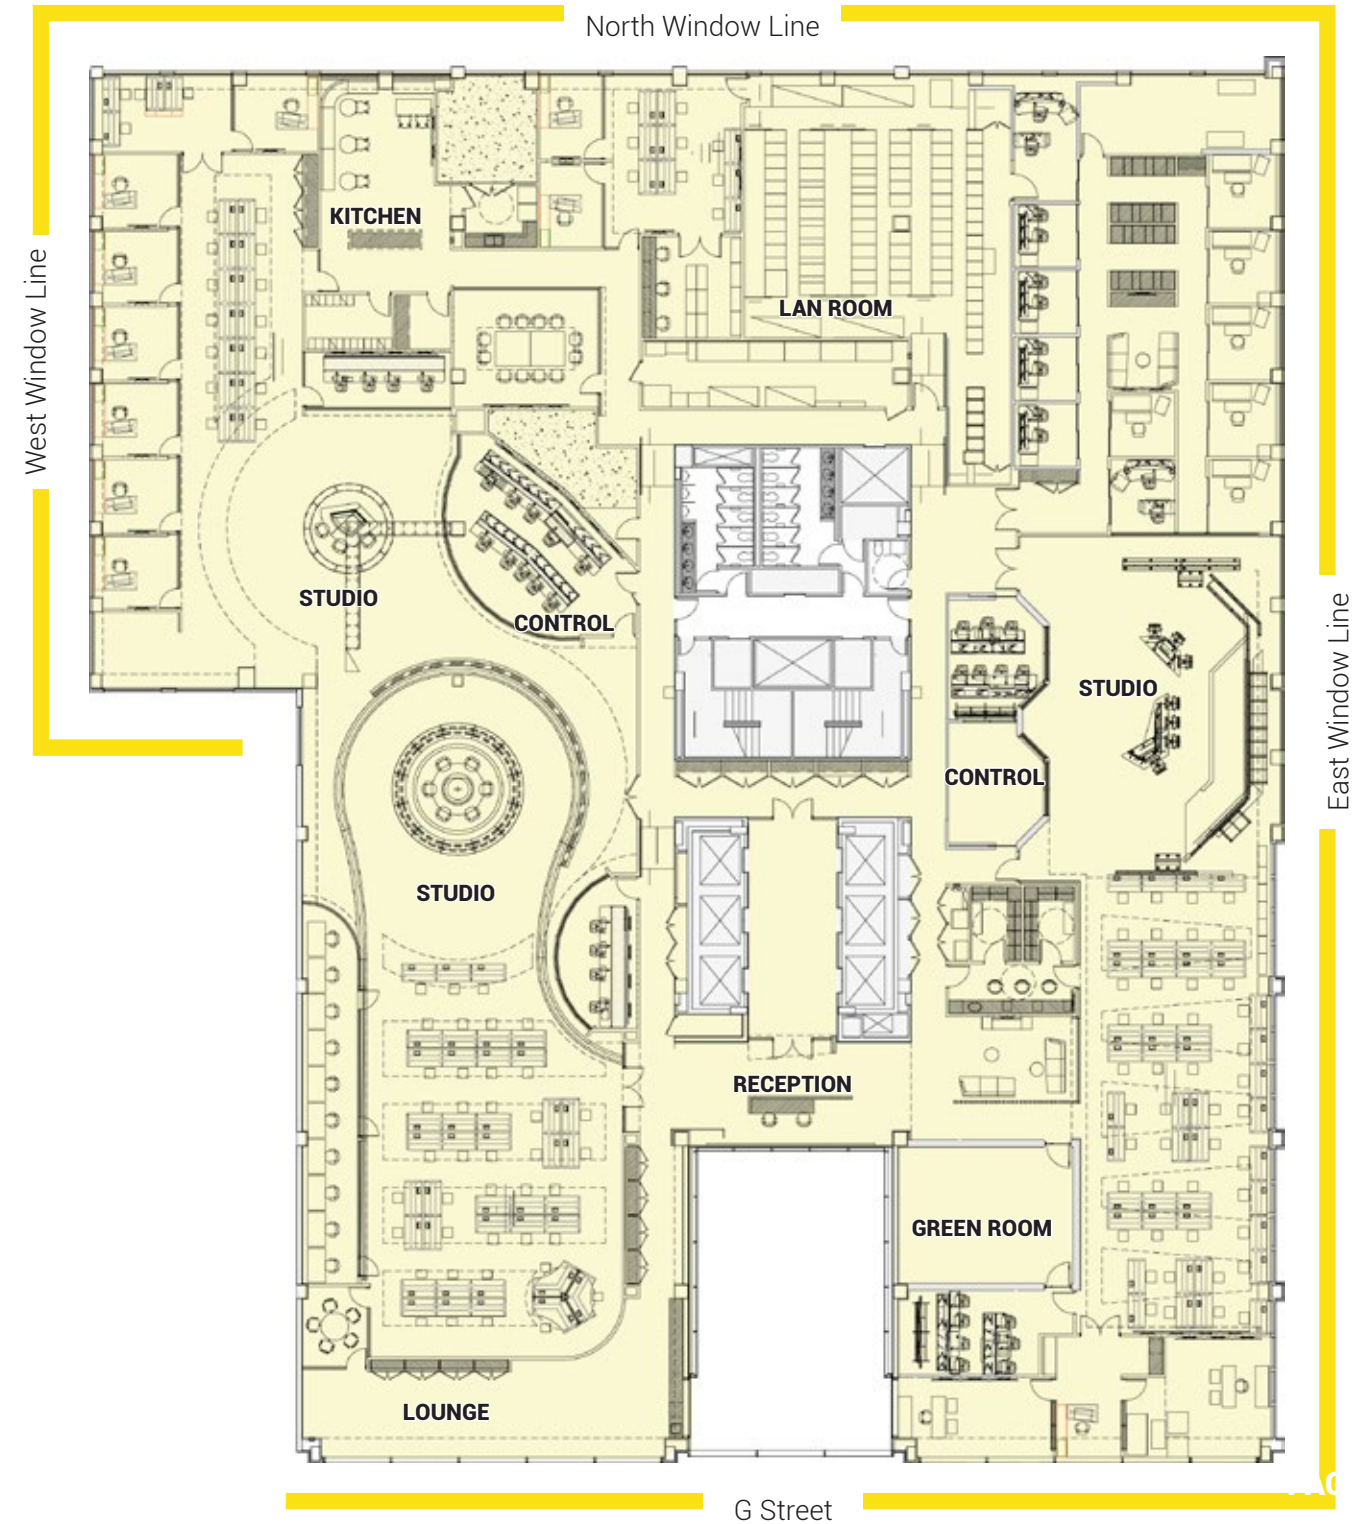 North Window Line
West Window Line
KITCHEN
LAN ROOM
STUDIO
CONTROL
East Window Line
STUDIO
CONTROL
STUDIO
RECEPTION
GREEN ROOM
LOUNGE
G Street